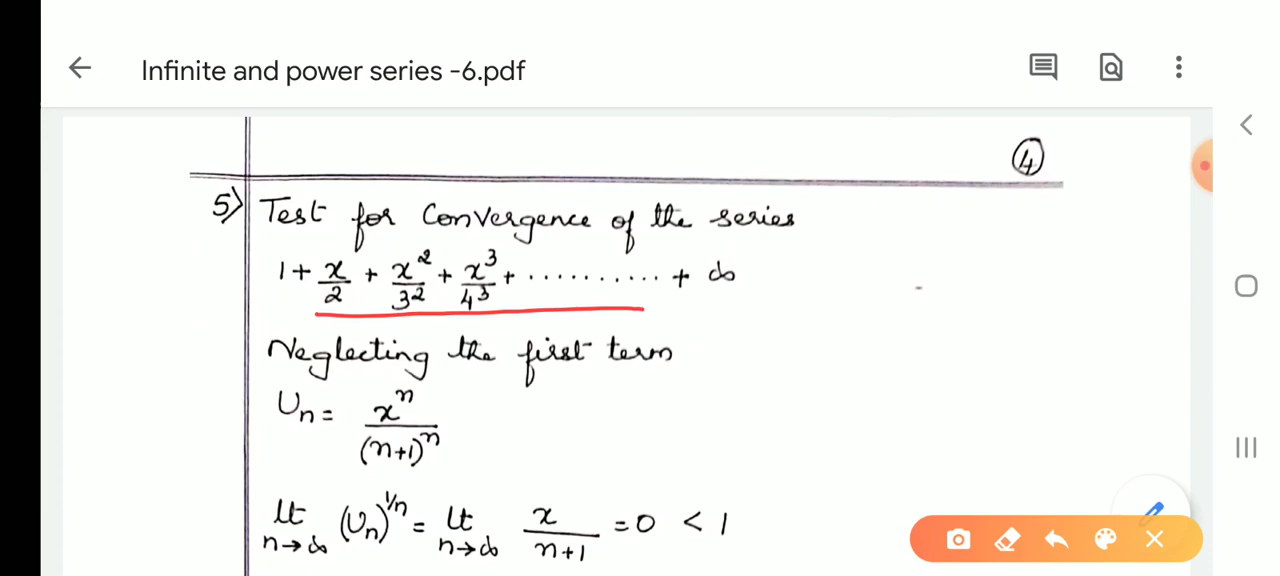 Infinite and power series -6.pdf
4
5) Test for Convergence of the series
1 + x/2 + x²/3² + x³/4³ + .......... + ∞
Neglecting the first term
Uₙ = xⁿ/(n+1)ⁿ
lt n→∞ (Uₙ)^1/n = lt n→∞ x/n+1 = 0 < 1